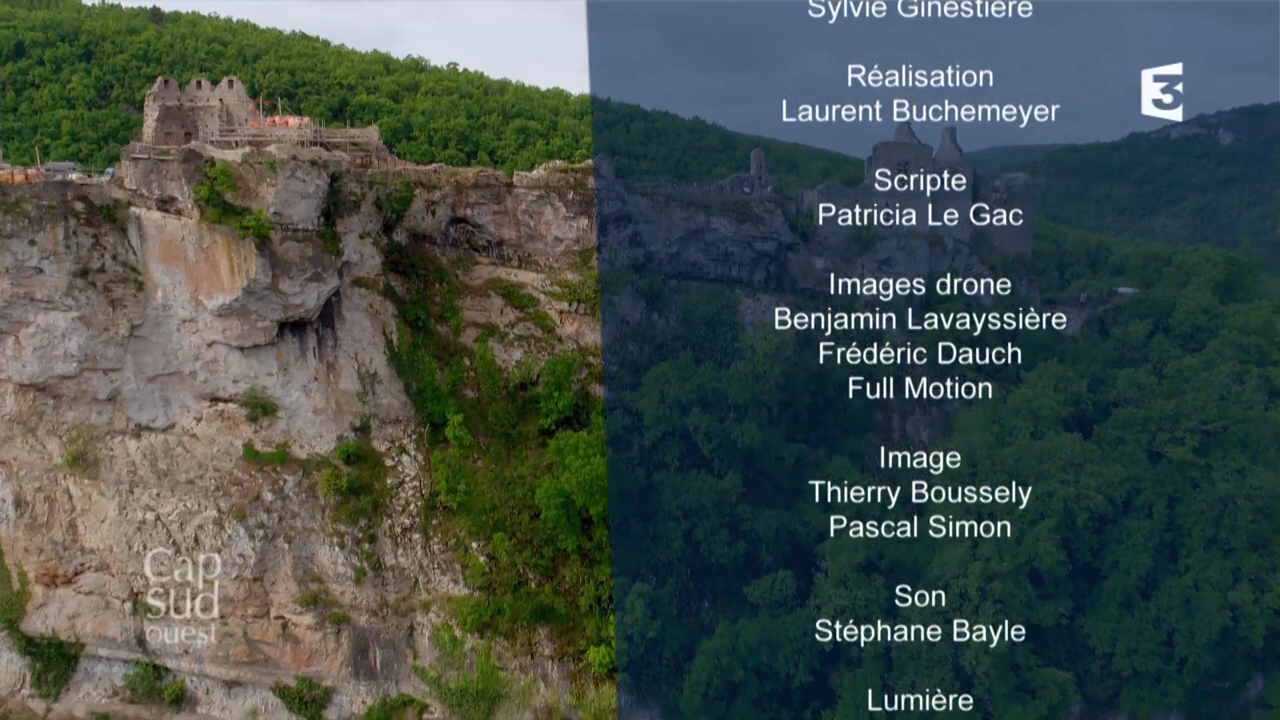 Sylvie Ginestière
Réalisation
Laurent Buchemeyer
3
Scripte
Patricia Le Gac
Images drone
Benjamin Lavayssière
Frédéric Dauch
Full Motion
Image
Thierry Boussely
Pascal Simon
Son
Stéphane Bayle
Lumière
Cap
sud
ouest